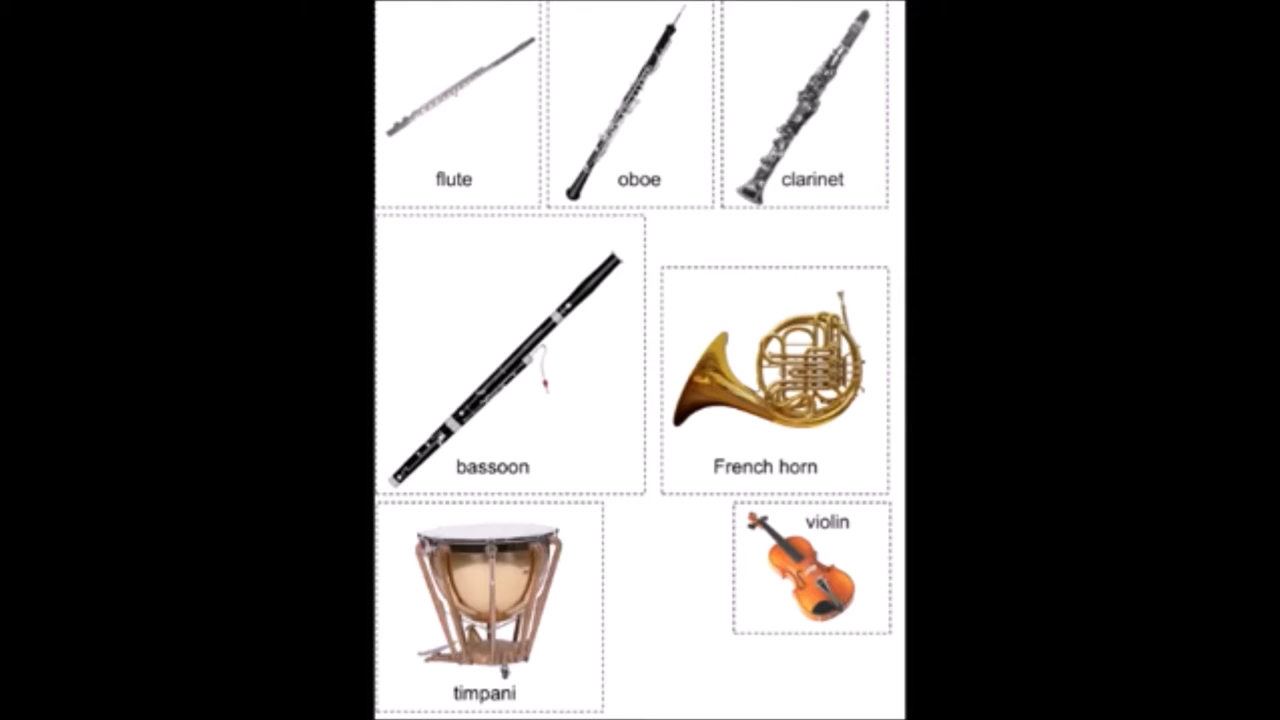 flute
oboe
clarinet
bassoon
French horn
violin
timpani